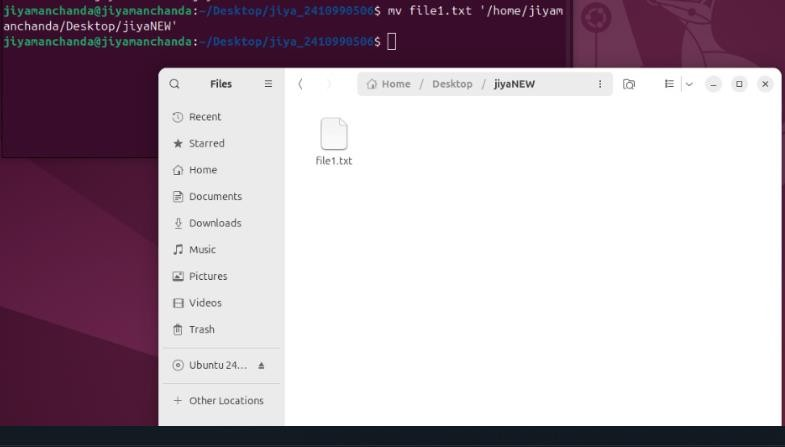 jiyamanchanda@jiyamanchanda:~/Desktop/jiya_2410990506$ mv file1.txt '/home/jiyam
anchanda/Desktop/jiyaNEW'
jiyamanchanda@jiyamanchanda:~/Desktop/jiya_2410990506$
Files
Home / Desktop / jiyaNEW
Recent
Starred
Home
Documents
Downloads
Music
Pictures
Videos
Trash
Ubuntu 24...
Other Locations
file1.txt